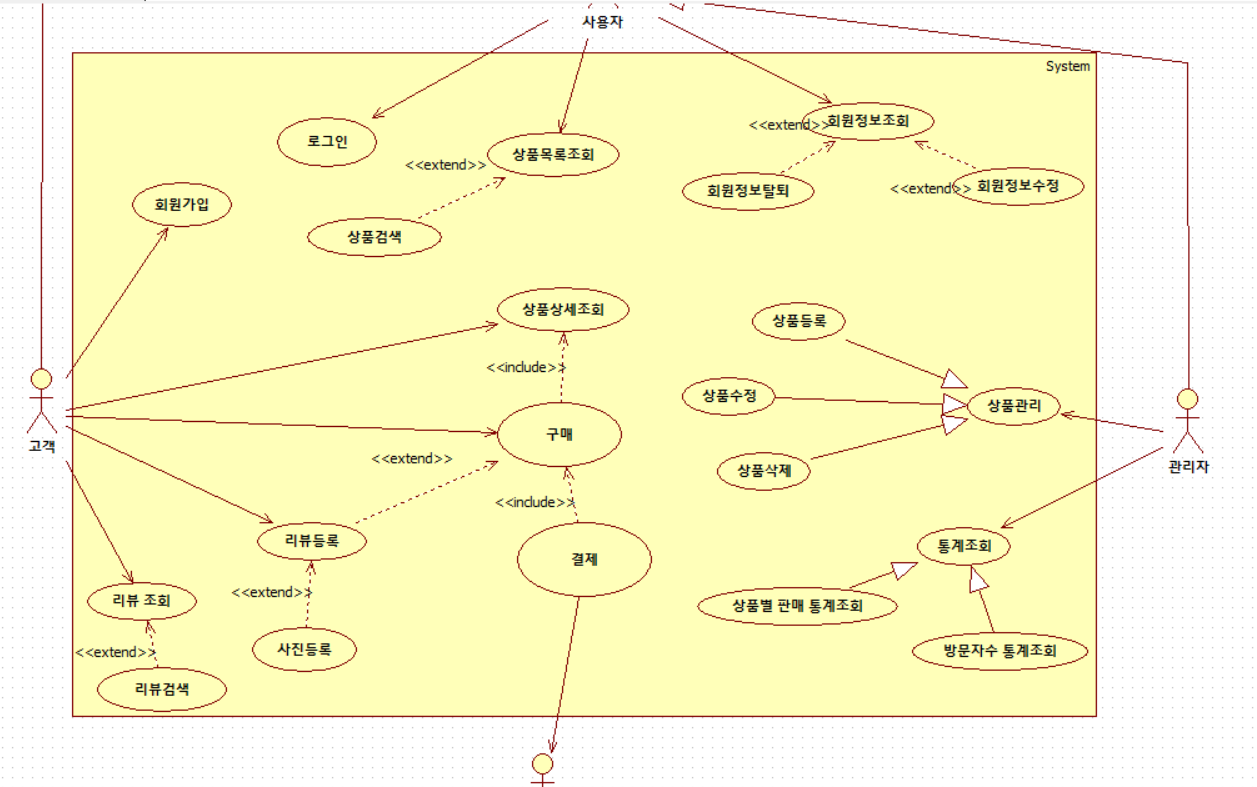 사용자
System
로그인
<<extend>>
상품목록조회
<<extend>>
회원정보조회
회원정보탈퇴
<<extend>>
회원정보수정
회원가입
상품검색
상품상세조회
상품등록
<<include>>
상품수정
상품관리
고객
구매
관리자
<<extend>>
상품삭제
<<include>>
리뷰등록
결제
통계조회
리뷰 조회
<<extend>>
상품별 판매 통계조회
<<extend>>
사진등록
방문자수 통계조회
리뷰검색